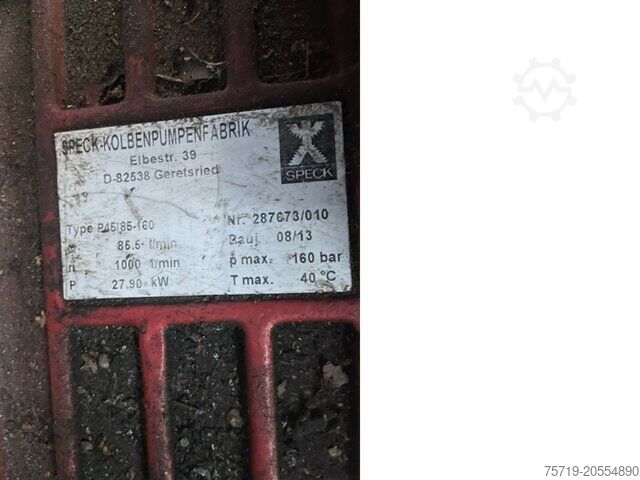 SPECK-KOLBENPUMPENFABRIK
Elbestr. 39
D-82538 Geretsried
SPECK
Type P45/85-160 Nr. 287673/010
85.5 l/min Bauj. 08/13
n 1000 1/min p max. 160 bar
P 27.90 kW T max. 40 °C
75719-20554890